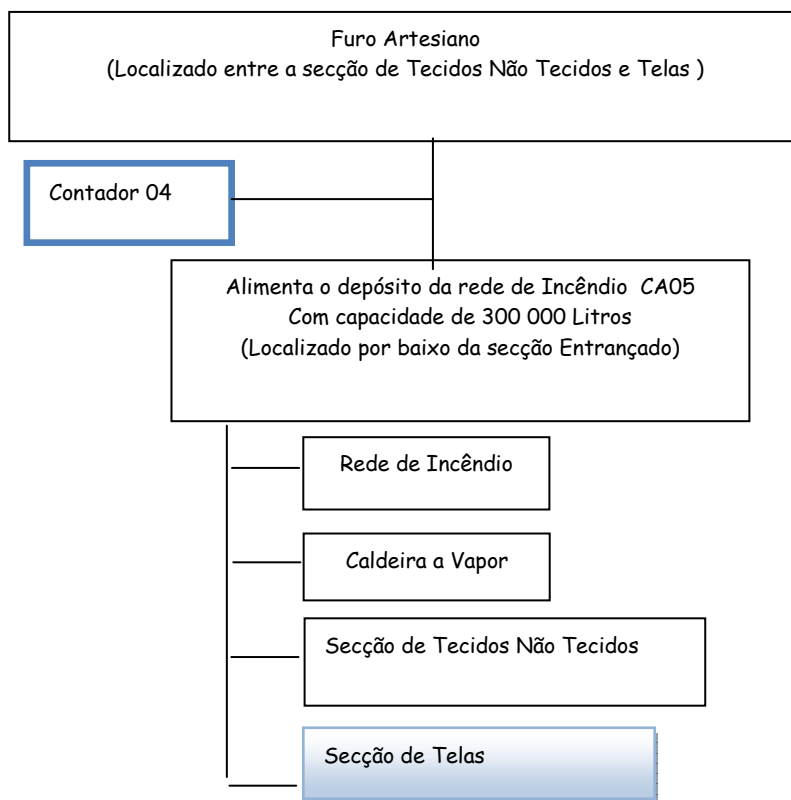 Furo Artesiano
(Localizado entre a secção de Tecidos Não Tecidos e Telas )
Contador 04
Alimenta o depósito da rede de Incêndio CA05
Com capacidade de 300 000 Litros
(Localizado por baixo da secção Entrançado)
Rede de Incêndio
Caldeira a Vapor
Secção de Tecidos Não Tecidos
Secção de Telas